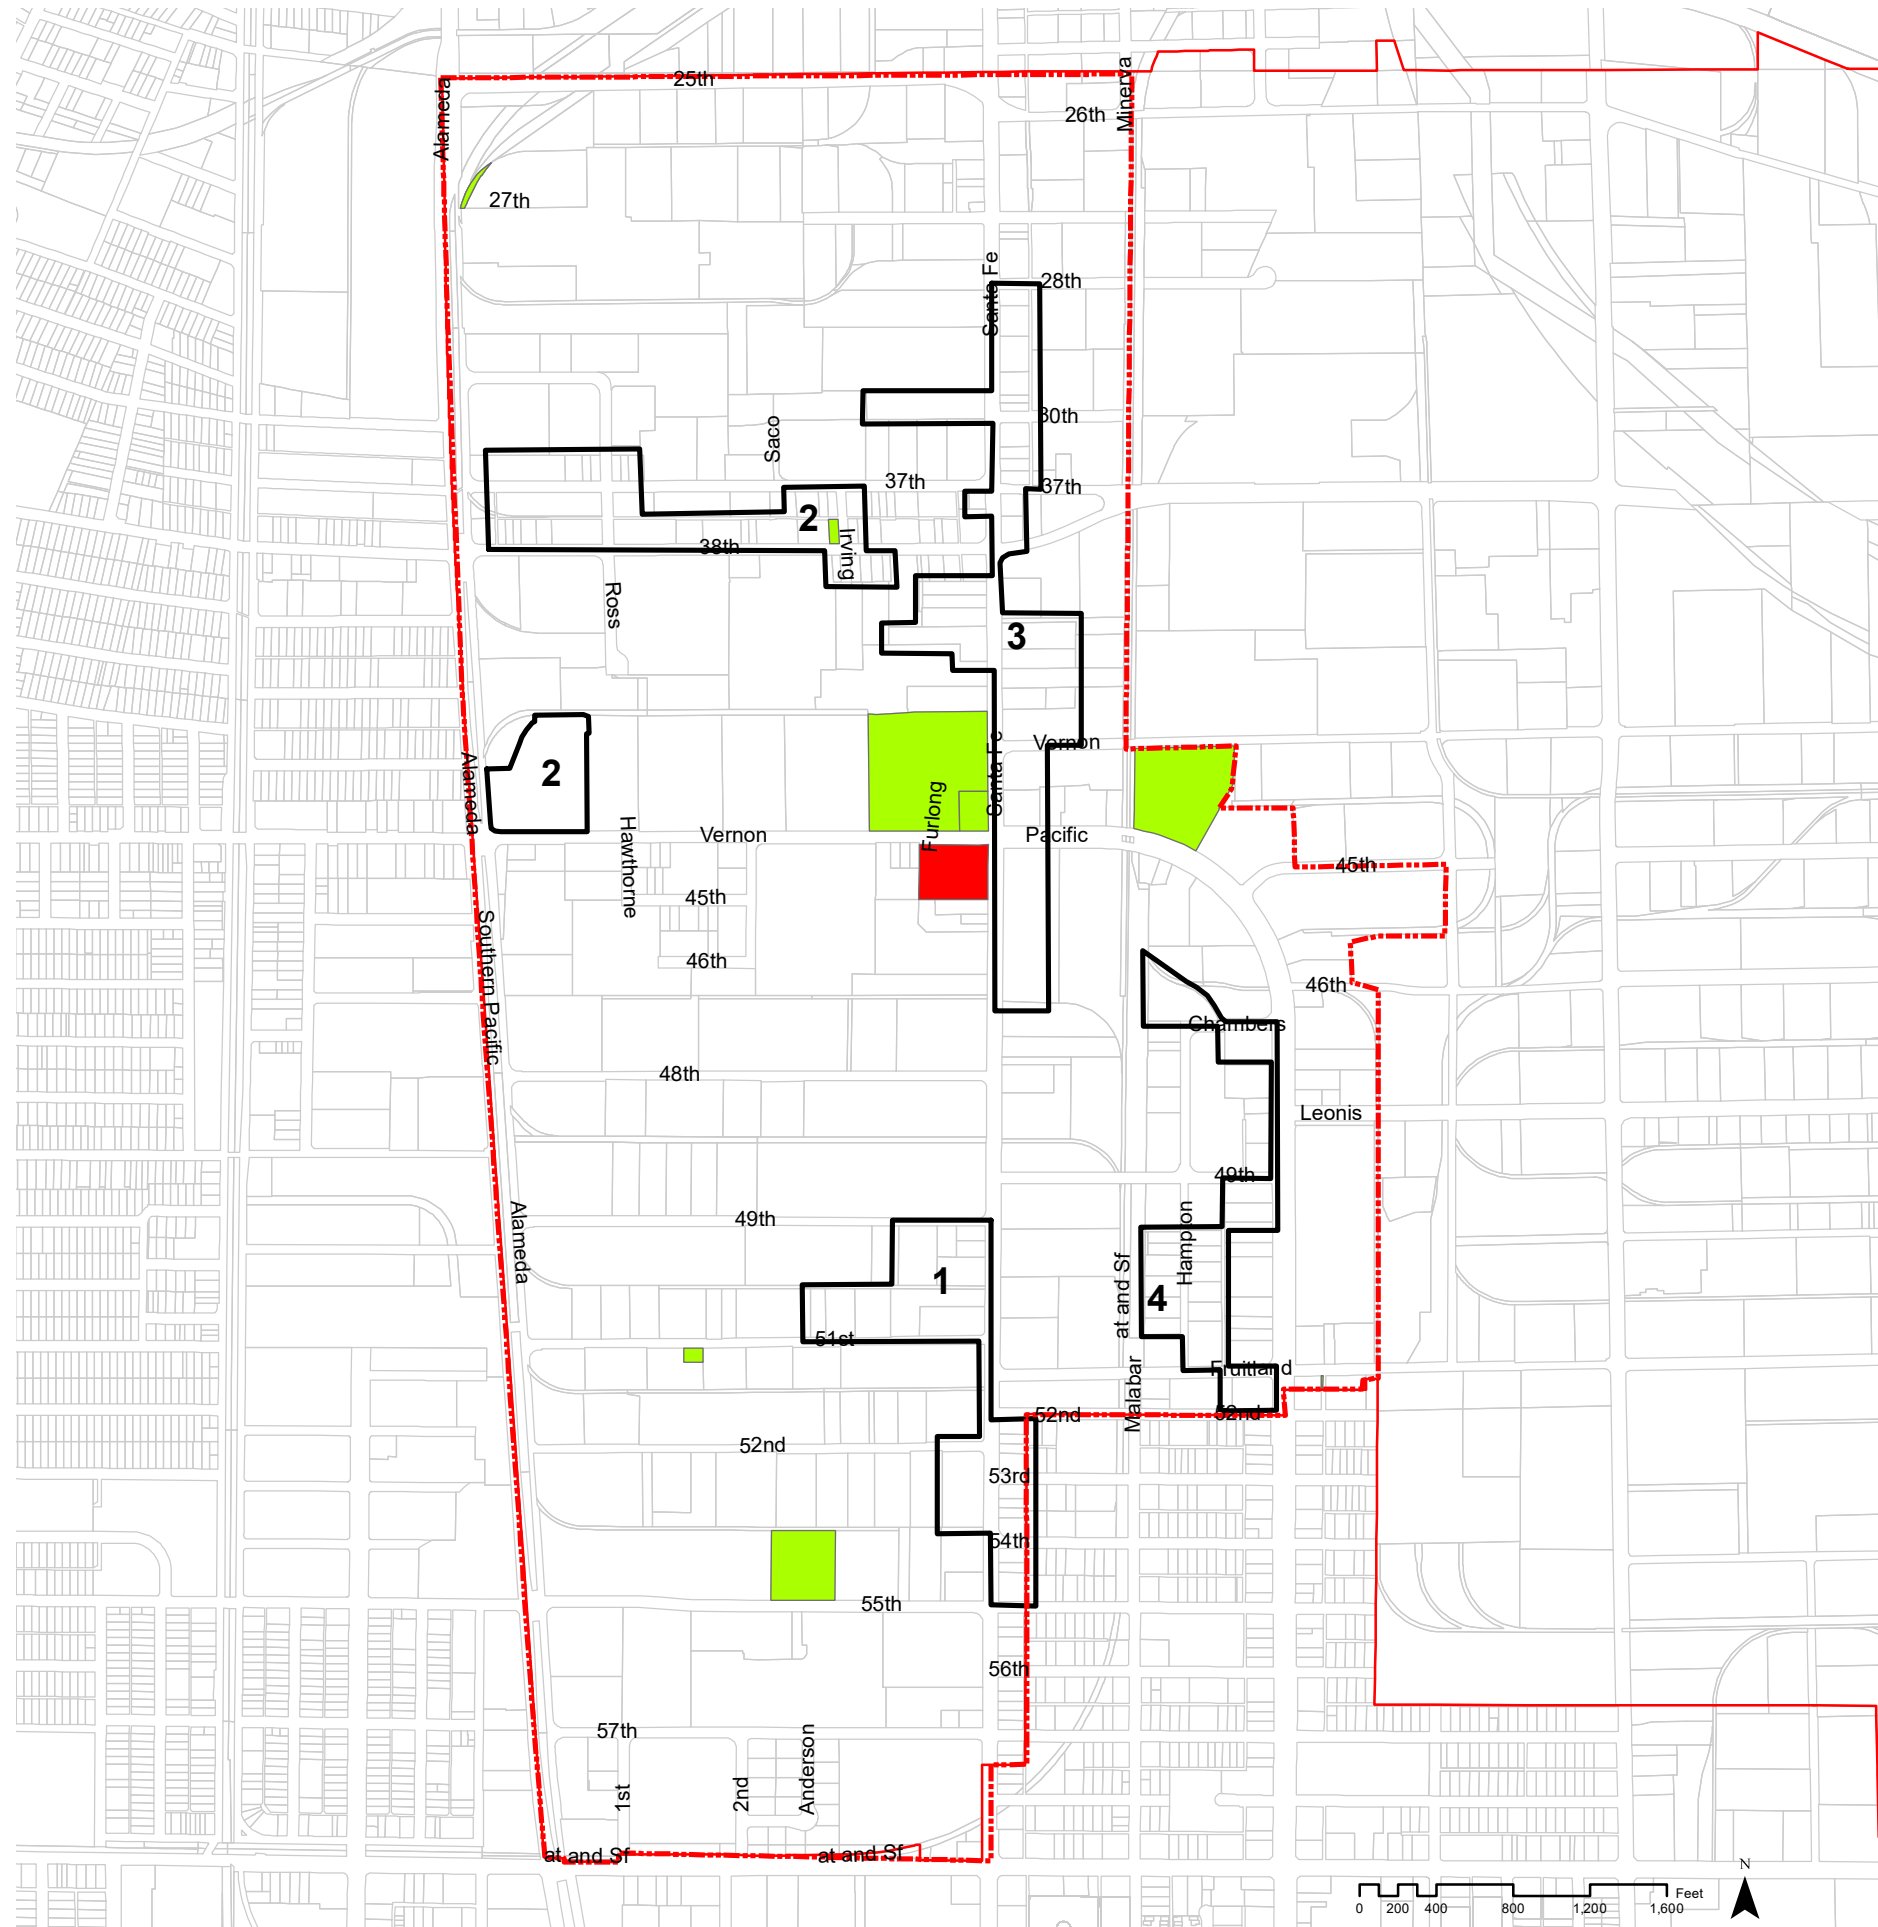 25th
Minerva
26th
Alameda
27th
Santa Fe
28th
30th
Saco
37th
37th
2
Irving
38th
Ross
3
Vernon
Santa Fe
2
Alameda
Furlong
Vernon
Pacific
Hawthorne
45th
45th
Southern Pacific
46th
46th
Chambers
48th
Leonis
49th
Alameda
49th
Hampton
at and Sf
1
4
51st
Fruitland
Malabar
52nd
52nd
52nd
53rd
54th
55th
56th
57th
1st
2nd
Anderson
at and Sf
at and Sf
N
Feet
0 200 400 800 1,200 1,600